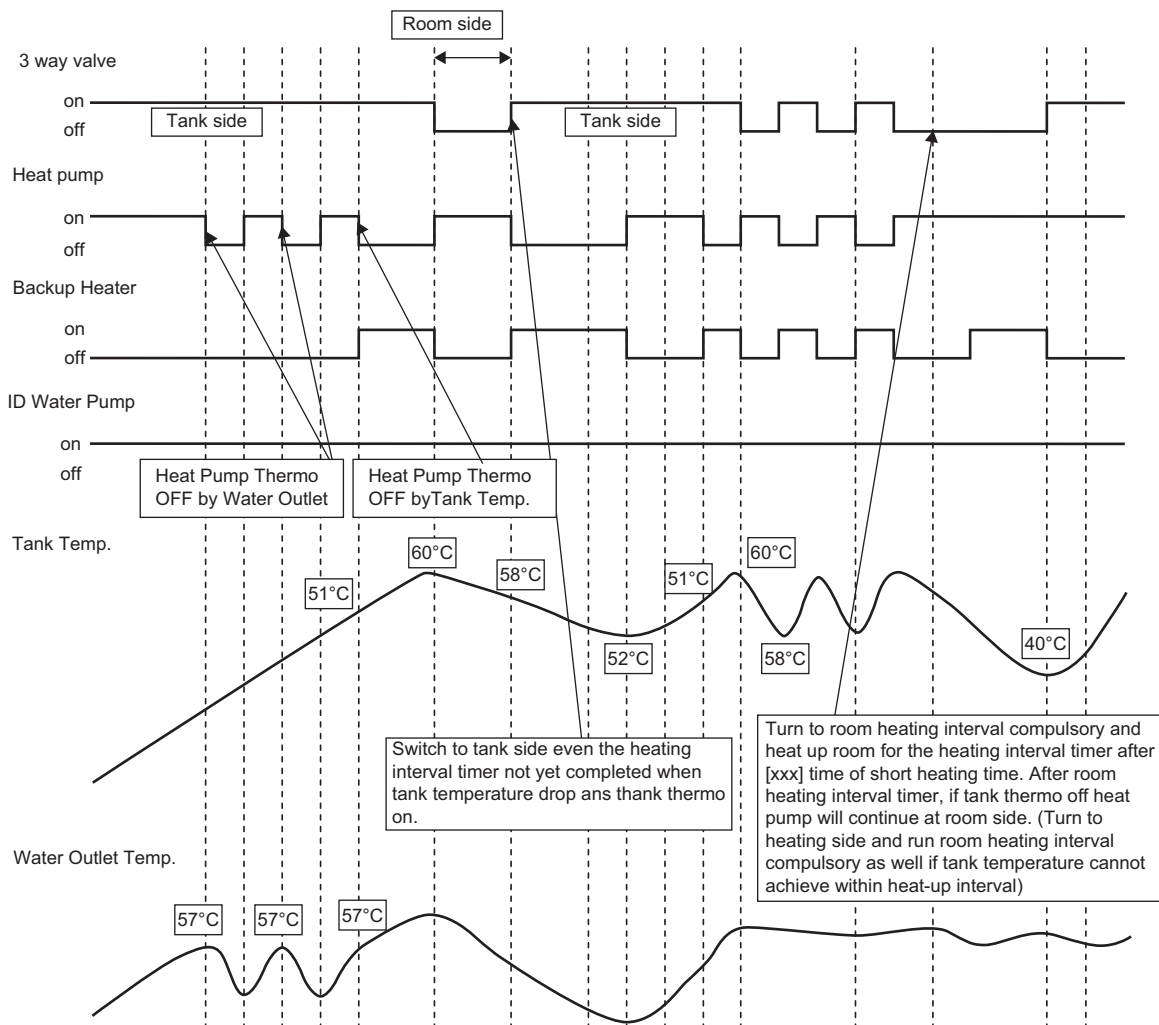 Room side
3 way valve
on
off
Tank side
Tank side
Heat pump
on
off
Backup Heater
on
off
ID Water Pump
on
off
Heat Pump Thermo
OFF by Water Outlet
Heat Pump Thermo
OFF byTank Temp.
Tank Temp.
60°C
58°C
51°C
52°C
51°C
60°C
58°C
40°C
Switch to tank side even the heating
interval timer not yet completed when
tank temperature drop ans thank thermo
on.
Turn to room heating interval compulsory and
heat up room for the heating interval timer after
[xxx] time of short heating time. After room
heating interval timer, if tank thermo off heat
pump will continue at room side. (Turn to
heating side and run room heating interval
compulsory as well if tank temperature cannot
achieve within heat-up interval)
Water Outlet Temp.
57°C
57°C
57°C